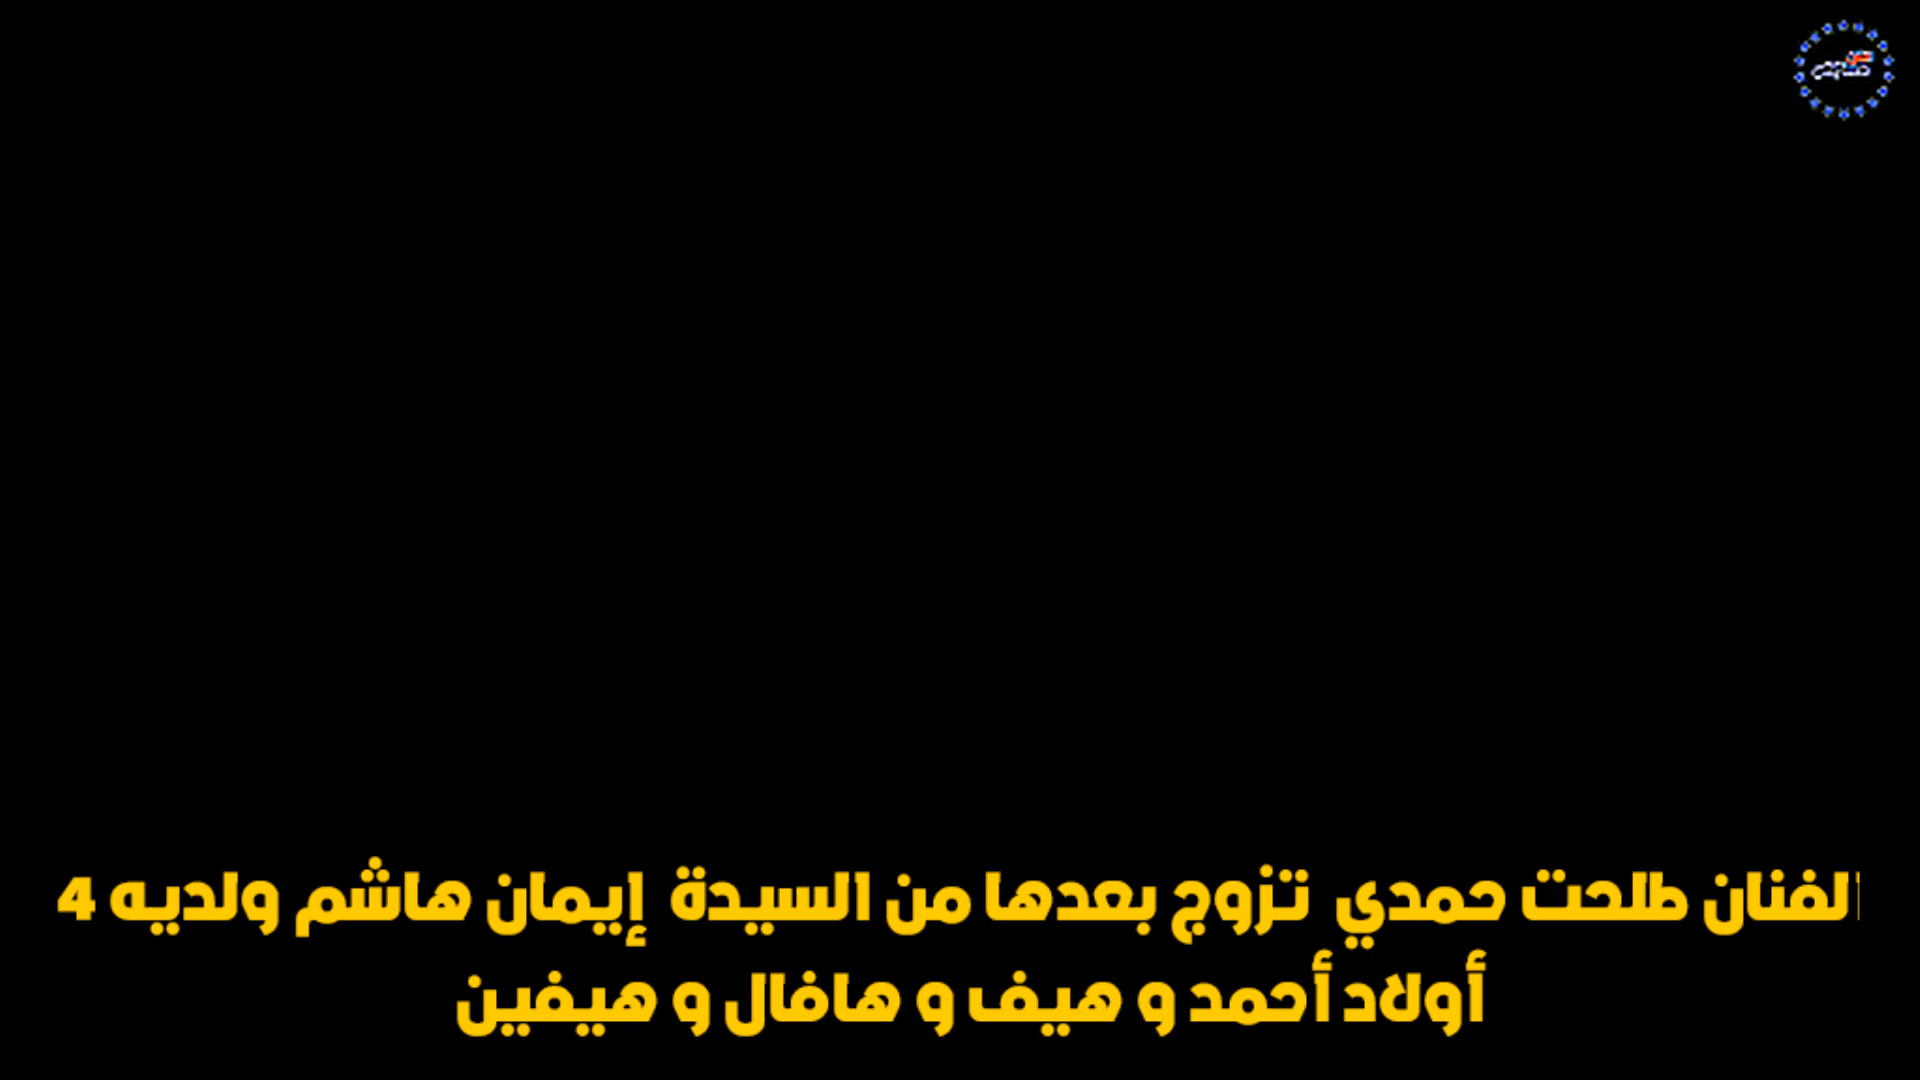 الفنان طلحت حمدي تزوج بعدها من السيدة إيمان هاشم ولديه 4
أولاد أحمد و هيف و هافال و هيفين